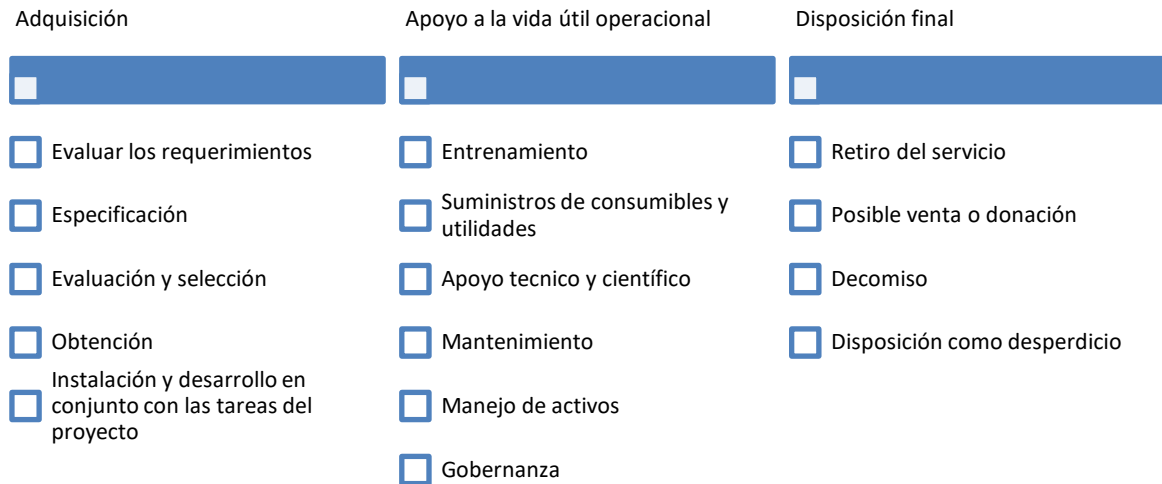 Adquisición
Evaluar los requerimientos
Especificación
Evaluación y selección
Obtención
Instalación y desarrollo en
conjunto con las tareas del
proyecto
Apoyo a la vida útil operacional
Entrenamiento
Suministros de consumibles y
utilidades
Apoyo tecnico y científico
Mantenimiento
Manejo de activos
Gobernanza
Disposición final
Retiro del servicio
Posible venta o donación
Decomiso
Disposición como desperdicio